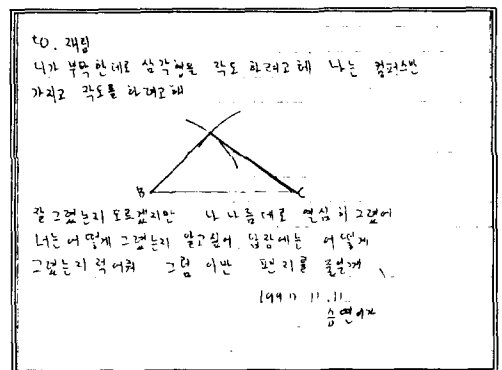 to. 재림
니가 부탁한데로 삼각형을 작도 하려고해 나는 컴퍼스만
가지고 작도를 하려고해
B C
잘 그렸는지 모르겠지만 나 나름대로 열심히 그렸어
너는 어떻게 그렸는지 알고싶어 답장에는 어떻게
그렸는지 적어줘 그럼 이만 편지를 줄일께
1997 11 .11
승연이가